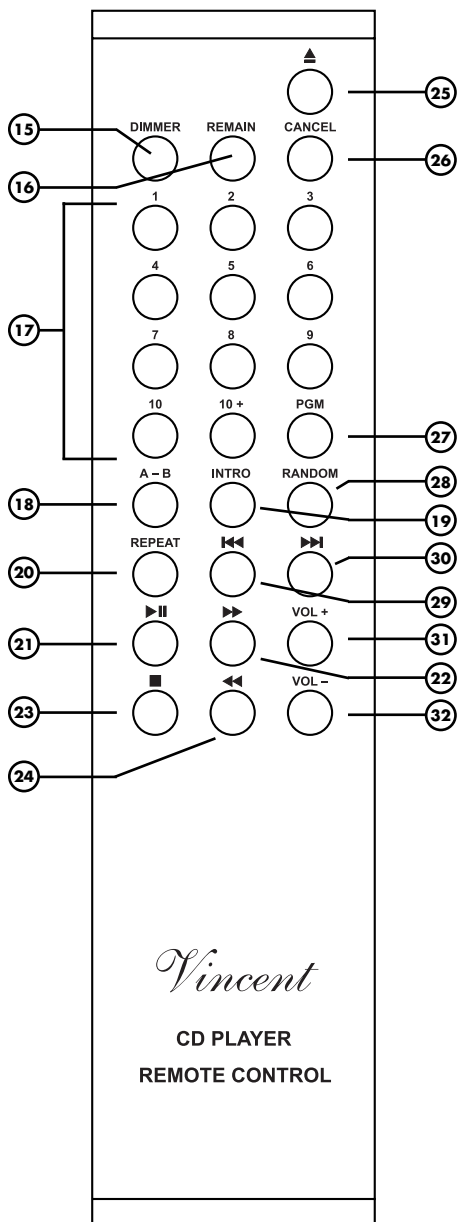 25
15 DIMMER REMAIN CANCEL
16 26
1 2 3
4 5 6
17
7 8 9
10 10 + PGM
27
A – B INTRO RANDOM 28
18 19
REPEAT 30
20 29
VOL + 31
21 22
VOL – 32
23
24
Vincent
CD PLAYER
REMOTE CONTROL